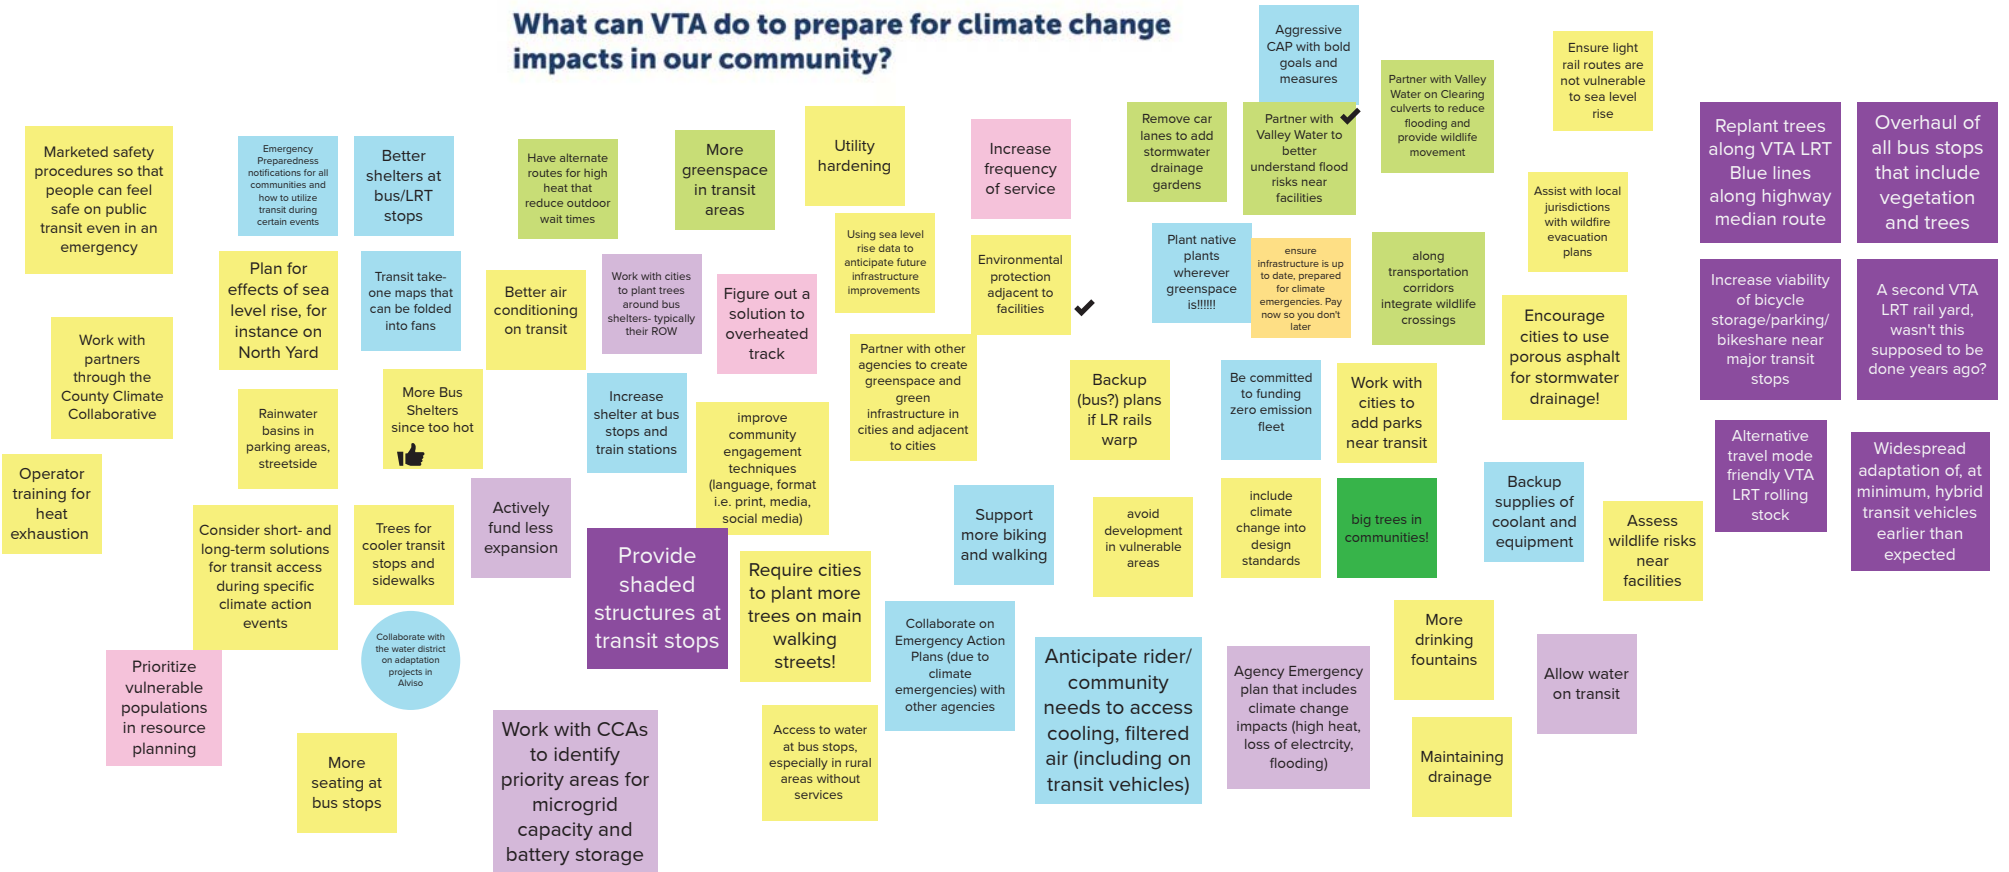 What can VTA do to prepare for climate change
impacts in our community?
Marketed safety
procedures so that
people can feel
safe on public
transit even in an
emergency
Emergency
Preparedness
notifications for all
communities and
how to utilize
transit during
certain events
Better
shelters at
bus/LRT
stops
Have alternate
routes for high
heat that
reduce outdoor
wait times
More
greenspace
in transit
areas
Utility
hardening
Increase
frequency
of service
Remove car
lanes to add
stormwater
drainage
gardens
Aggressive
CAP with bold
goals and
measures
Partner with
Valley Water to
better
understand flood
risks near
facilities
Partner with Valley
Water on Clearing
culverts to reduce
flooding and
provide wildlife
movement
Ensure light
rail routes are
not vulnerable
to sea level
rise
Replant trees
along VTA LRT
Blue lines
along highway
median route
Overhaul of
all bus stops
that include
vegetation
and trees
Plan for
effects of sea
level rise, for
instance on
North Yard
Transit take-
one maps that
can be folded
into fans
Better air
conditioning
on transit
Work with cities
to plant trees
around bus
shelters- typically
their ROW
Figure out a
solution to
overheated
track
Using sea level
rise data to
anticipate future
infrastructure
improvements
Environmental
protection
adjacent to
facilities
Plant native
plants
wherever
greenspace
is!!!!!!
ensure
infrastructure is up
to date, prepared
for climate
emergencies. Pay
now so you don't
later
along
transportation
corridors
integrate wildlife
crossings
Assist with local
jurisdictions
with wildfire
evacuation
plans
Encourage
cities to use
porous asphalt
for stormwater
drainage!
Increase viability
of bicycle
storage/parking/
bikeshare near
major transit
stops
A second VTA
LRT rail yard,
wasn't this
supposed to be
done years ago?
Work with
partners
through the
County Climate
Collaborative
Rainwater
basins in
parking areas,
streetside
More Bus
Shelters
since too hot
Increase
shelter at bus
stops and
train stations
improve
community
engagement
techniques
(language, format
i.e. print, media,
social media)
Partner with other
agencies to create
greenspace and
green
infrastructure in
cities and adjacent
to cities
Backup
(bus?) plans
if LR rails
warp
Be committed
to funding
zero emission
fleet
Work with
cities to
add parks
near transit
Alternative
travel mode
friendly VTA
LRT rolling
stock
Widespread
adaptation of, at
minimum, hybrid
transit vehicles
earlier than
expected
Operator
training for
heat
exhaustion
Consider short- and
long-term solutions
for transit access
during specific
climate action
events
Trees for
cooler transit
stops and
sidewalks
Actively
fund less
expansion
Provide
shaded
structures at
transit stops
Require cities
to plant more
trees on main
walking
streets!
Support
more biking
and walking
avoid
development
in vulnerable
areas
include
climate
change into
design
standards
big trees in
communities!
Backup
supplies of
coolant and
equipment
Assess
wildlife risks
near
facilities
Prioritize
vulnerable
populations
in resource
planning
Collaborate with
the water district
on adaptation
projects in
Alviso
More
seating at
bus stops
Work with CCAs
to identify
priority areas for
microgrid
capacity and
battery storage
Access to water
at bus stops,
especially in rural
areas without
services
Collaborate on
Emergency Action
Plans (due to
climate
emergencies) with
other agencies
Anticipate rider/
community
needs to access
cooling, filtered
air (including on
transit vehicles)
Agency Emergency
plan that includes
climate change
impacts (high heat,
loss of electrcity,
flooding)
More
drinking
fountains
Maintaining
drainage
Allow water
on transit